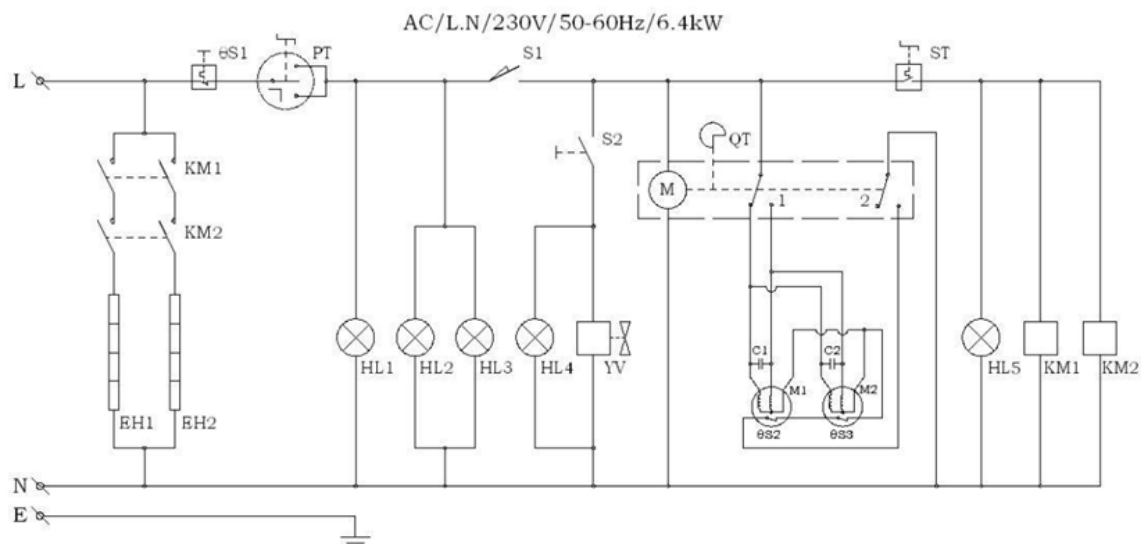 AC/L.N/230V/50-60Hz/6.4kW
L
θS1
PT
S1
ST
S2
QT
KM1
M
1
2
KM2
C1
C2
HL1
HL2
HL3
HL4
YV
HL5
KM1
KM2
M1
M2
EH1
EH2
θS2
θS3
N
E